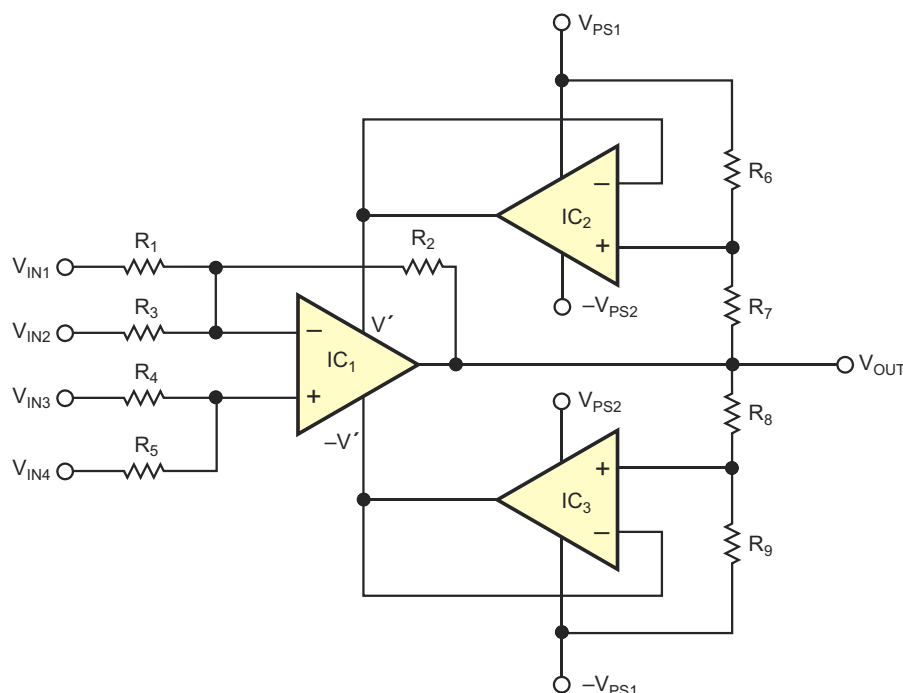 V_PS1
R_6
−
IC_2
+
R_1
R_2
V_IN1
−V_PS2
R_7
R_3
V_IN2
−
V´
IC_1
V_OUT
R_4
V_IN3
+
V_PS2
R_8
−V´
R_5
V_IN4
+
IC_3
−
R_9
−V_PS1